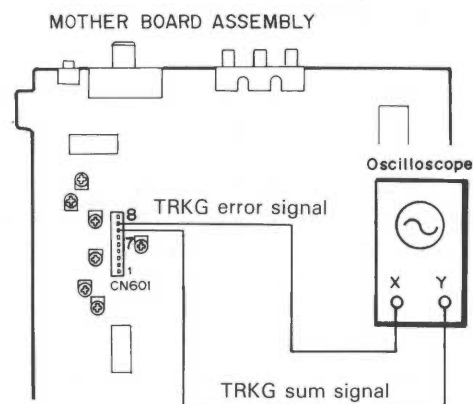 MOTHER BOARD ASSEMBLY
Oscilloscope
8
TRKG error signal
7
X Y
1
CN601
TRKG sum signal